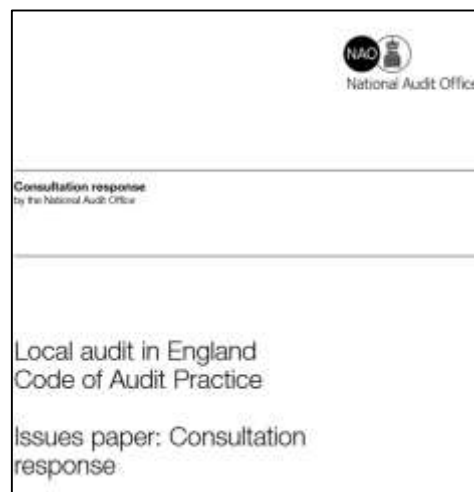 NAO
National Audit Office
Consultation response
by the National Audit Office
Local audit in England
Code of Audit Practice
Issues paper: Consultation
response